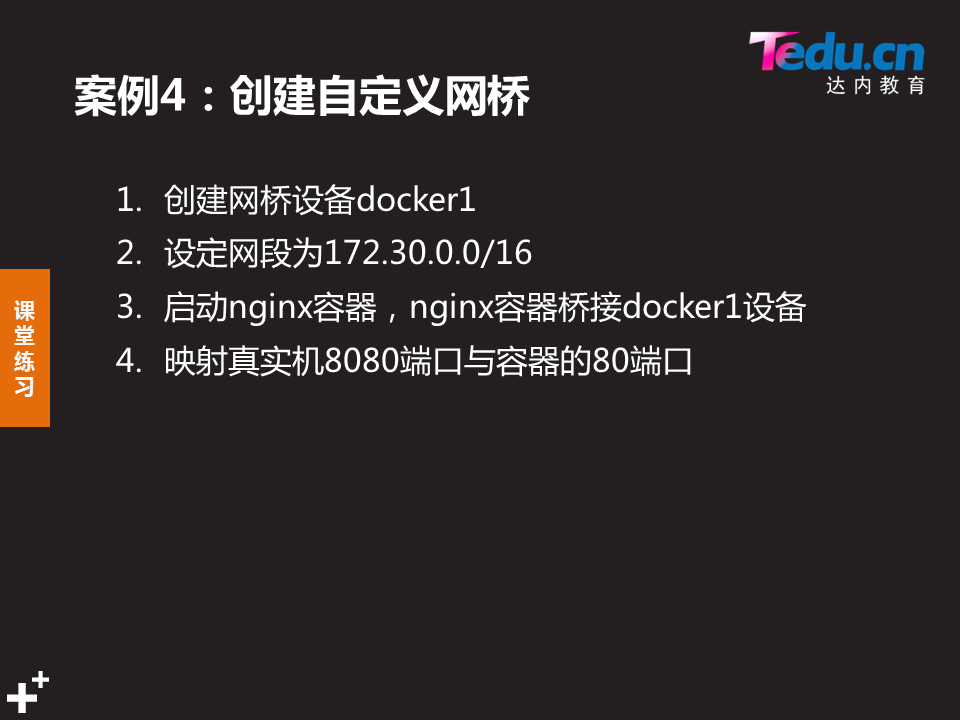 Tedu.cn
达内教育
案例4：创建自定义网桥
1. 创建网桥设备docker1
2. 设定网段为172.30.0.0/16
3. 启动nginx容器，nginx容器桥接docker1设备
4. 映射真实机8080端口与容器的80端口
课
堂
练
习